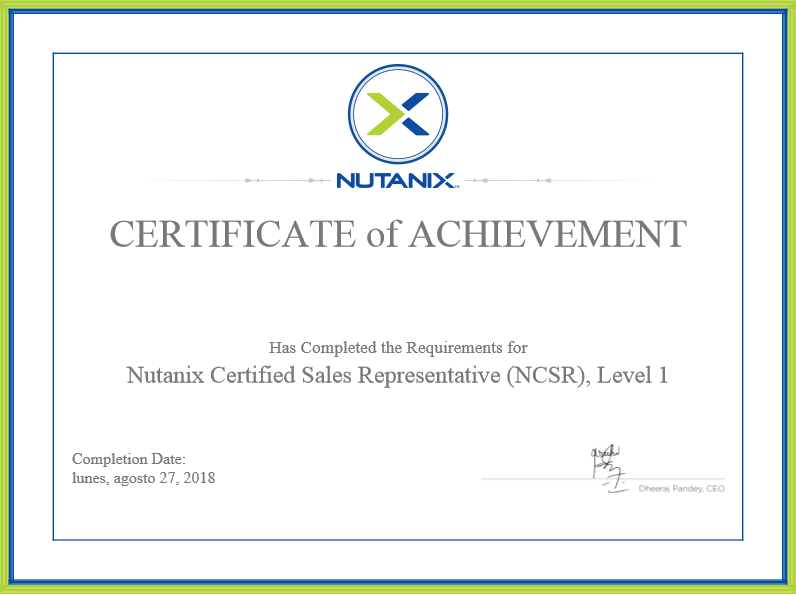 NUTANIX™
CERTIFICATE of ACHIEVEMENT
Has Completed the Requirements for
Nutanix Certified Sales Representative (NCSR), Level 1
Completion Date:
lunes, agosto 27, 2018
Dheeraj Pandey, CEO